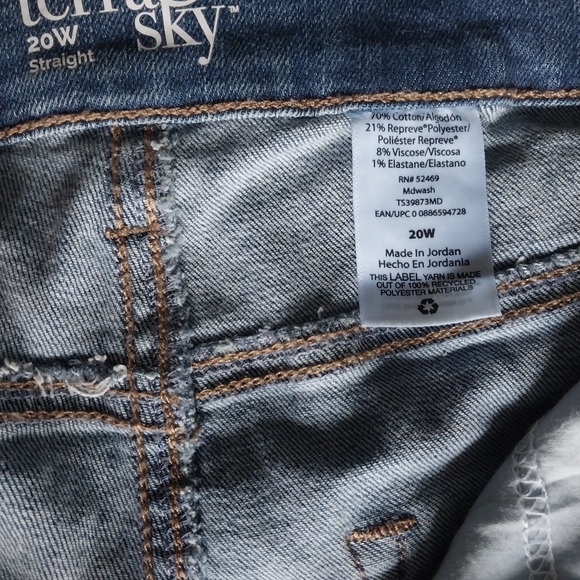 terra
sky™
20W
Straight
70% Cotton/Algodón
21% Repreve®Polyester/
Poliéster Repreve®
8% Viscose/Viscosa
1% Elastane/Elastano
RN# 52469
Mdwash
TS39873MD
EAN/UPC 0 0886594728
20W
Made In Jordan
Hecho En Jordania
THIS LABEL YARN IS MADE
OUT OF 100% RECYCLED
POLYESTER MATERIALS